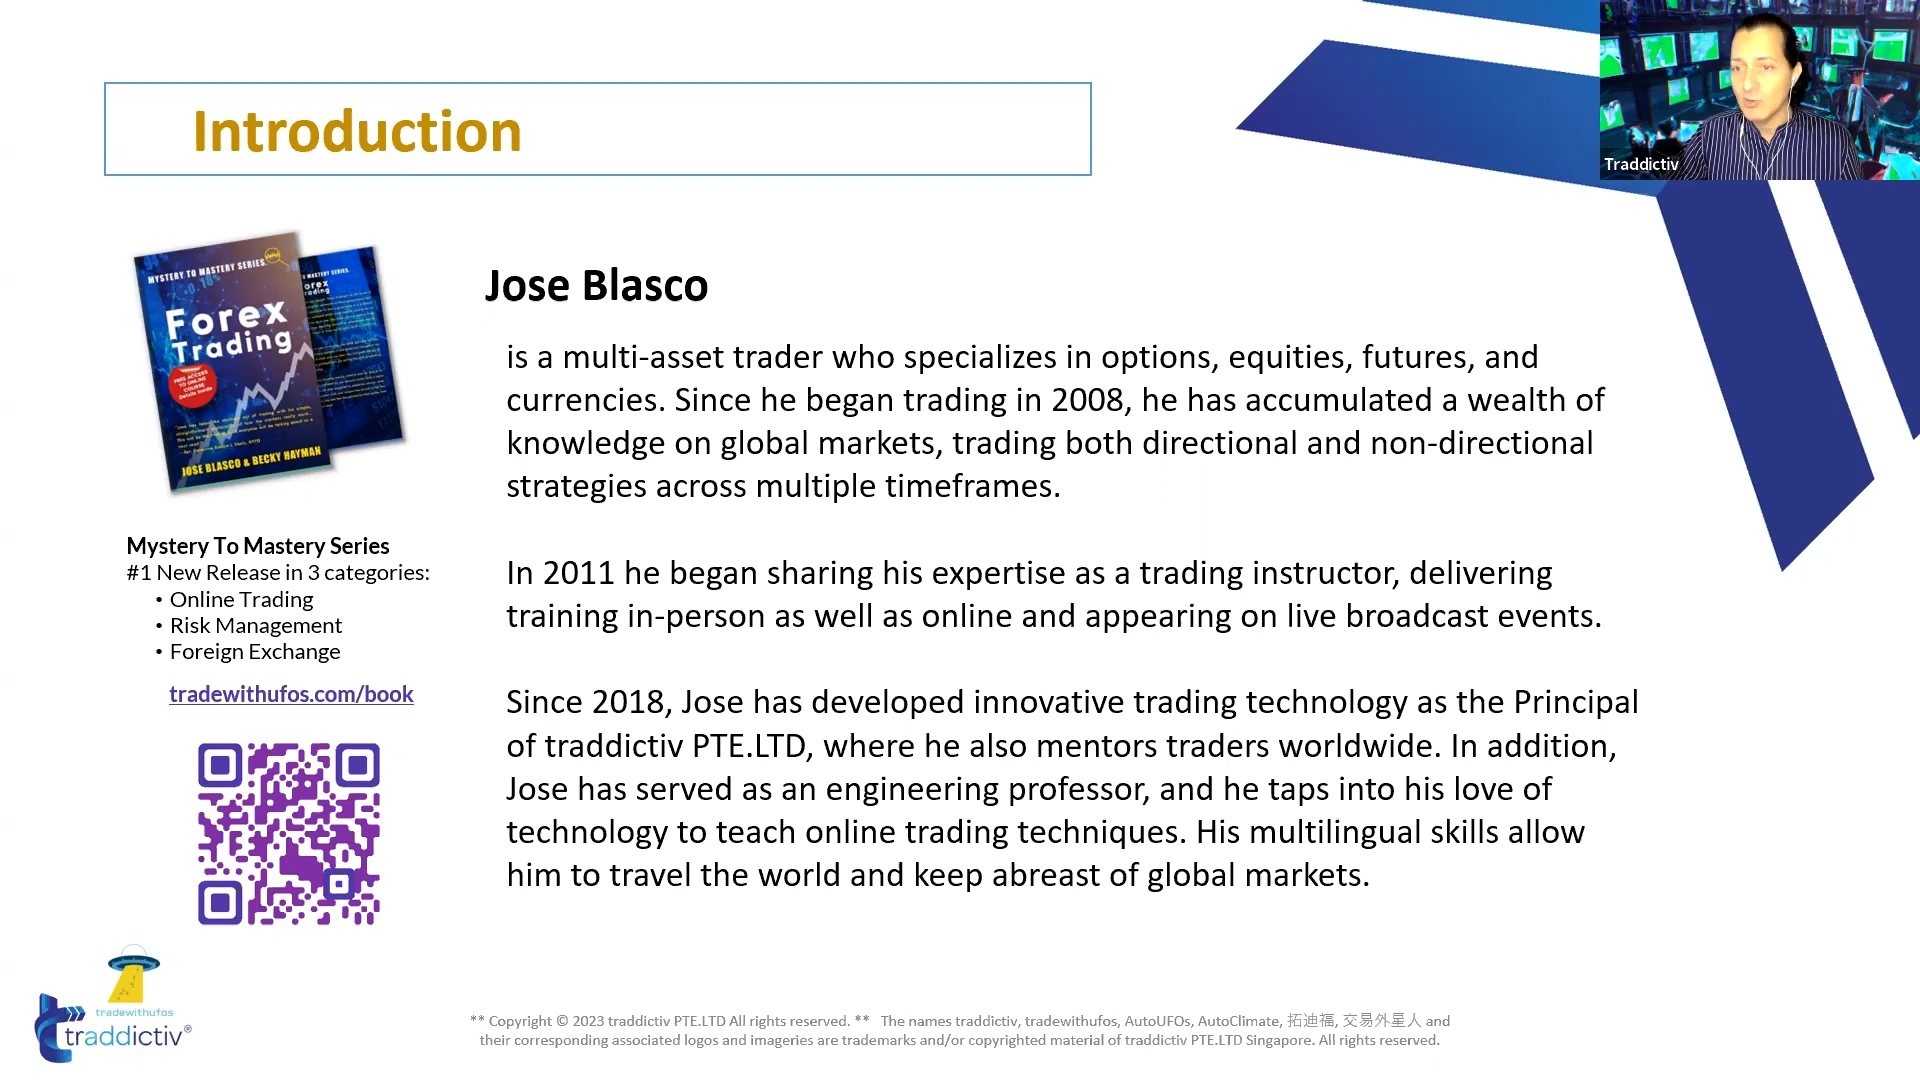 Introduction
Traddictiv
MYSTERY TO MASTERY SERIES
Forex
Trading
FREE ACCESS
TO ONLINE
COURSE
Details Inside
JOSE BLASCO & BECKY HAYMAN
Mystery To Mastery Series
#1 New Release in 3 categories:
• Online Trading
• Risk Management
• Foreign Exchange
tradewithufos.com/book
Jose Blasco
is a multi-asset trader who specializes in options, equities, futures, and
currencies. Since he began trading in 2008, he has accumulated a wealth of
knowledge on global markets, trading both directional and non-directional
strategies across multiple timeframes.
In 2011 he began sharing his expertise as a trading instructor, delivering
training in-person as well as online and appearing on live broadcast events.
Since 2018, Jose has developed innovative trading technology as the Principal
of traddictiv PTE.LTD, where he also mentors traders worldwide. In addition,
Jose has served as an engineering professor, and he taps into his love of
technology to teach online trading techniques. His multilingual skills allow
him to travel the world and keep abreast of global markets.
tradewithufos
traddictiv®
** Copyright © 2023 traddictiv PTE.LTD All rights reserved. ** The names traddictiv, tradewithufos, AutoUFOs, AutoClimate, 拓迪福, 交易外星人 and
their corresponding associated logos and imageries are trademarks and/or copyrighted material of traddictiv PTE.LTD Singapore. All rights reserved.